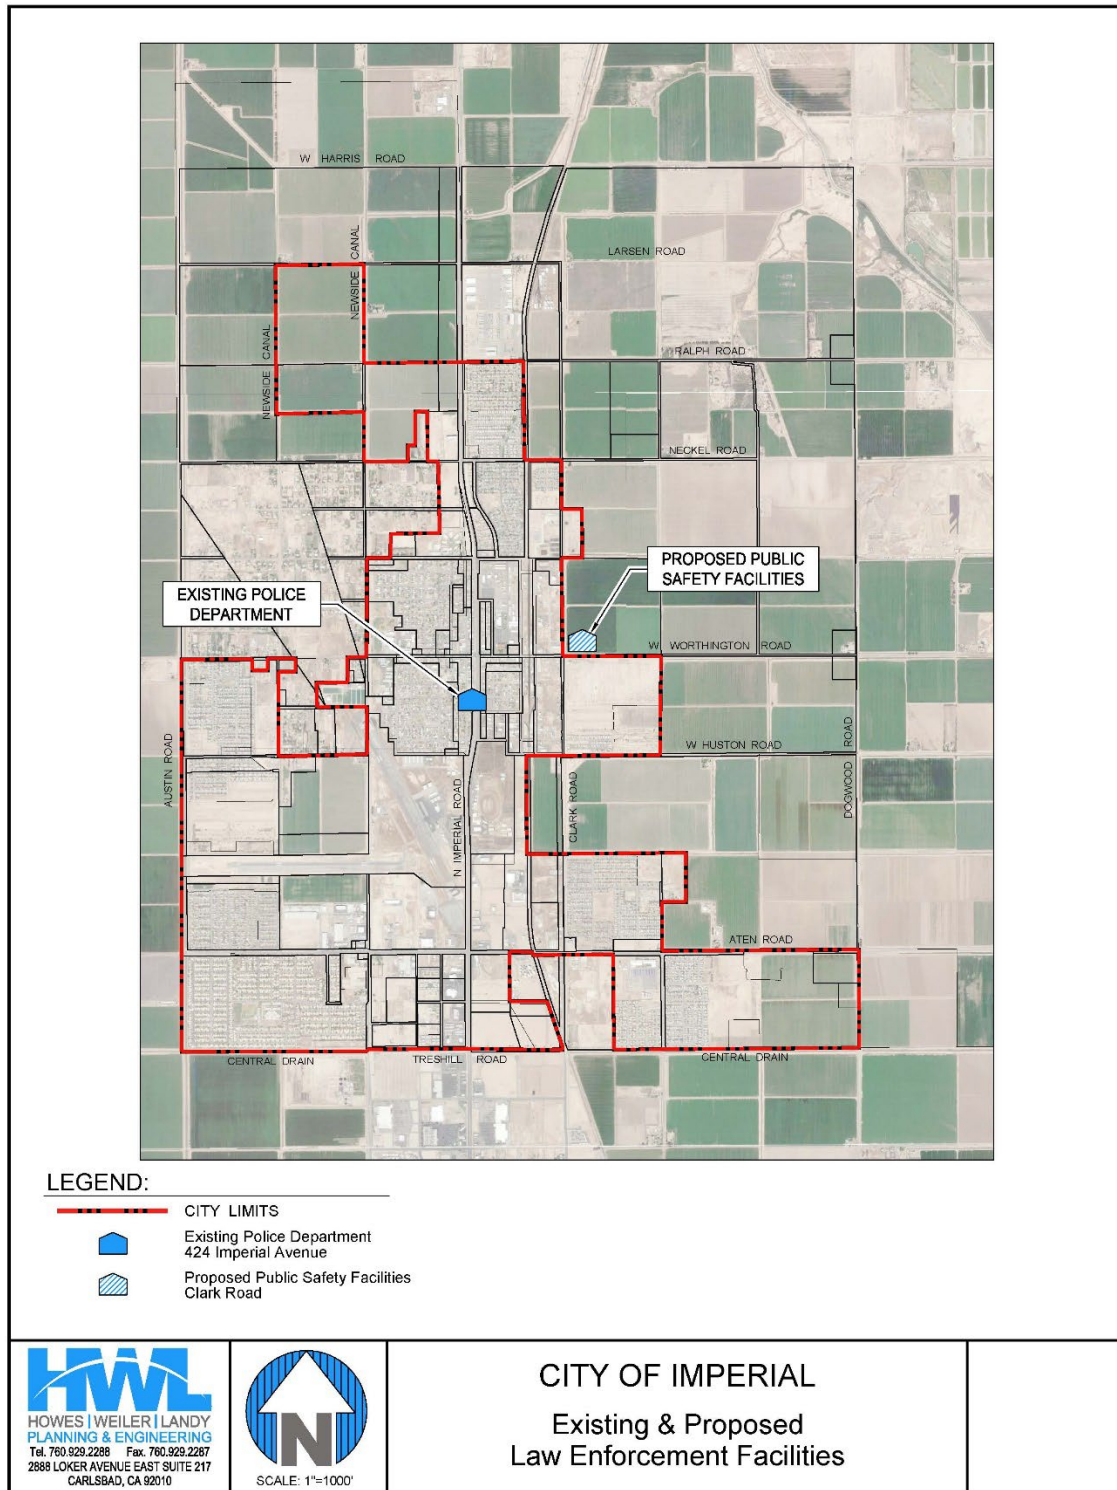 W HARRIS ROAD
LARSEN ROAD
NEWSIDE CANAL
NEWSIDE CANAL
RALPH ROAD
NECKEL ROAD
PROPOSED PUBLIC
SAFETY FACILITIES
EXISTING POLICE
DEPARTMENT
W WORTHINGTON ROAD
W HUSTON ROAD
AUSTIN ROAD
N IMPERIAL ROAD
CLARK ROAD
DOGWOOD ROAD
ATEN ROAD
CENTRAL DRAIN
TRESHILL ROAD
CENTRAL DRAIN
LEGEND:
CITY LIMITS
Existing Police Department
424 Imperial Avenue
Proposed Public Safety Facilities
Clark Road
HWL
HOWES | WEILER | LANDY
PLANNING & ENGINEERING
Tel. 760.929.2288 Fax. 760.929.2287
2888 LOKER AVENUE EAST SUITE 217
CARLSBAD, CA 92010
N
SCALE: 1"=1000'
CITY OF IMPERIAL
Existing & Proposed
Law Enforcement Facilities